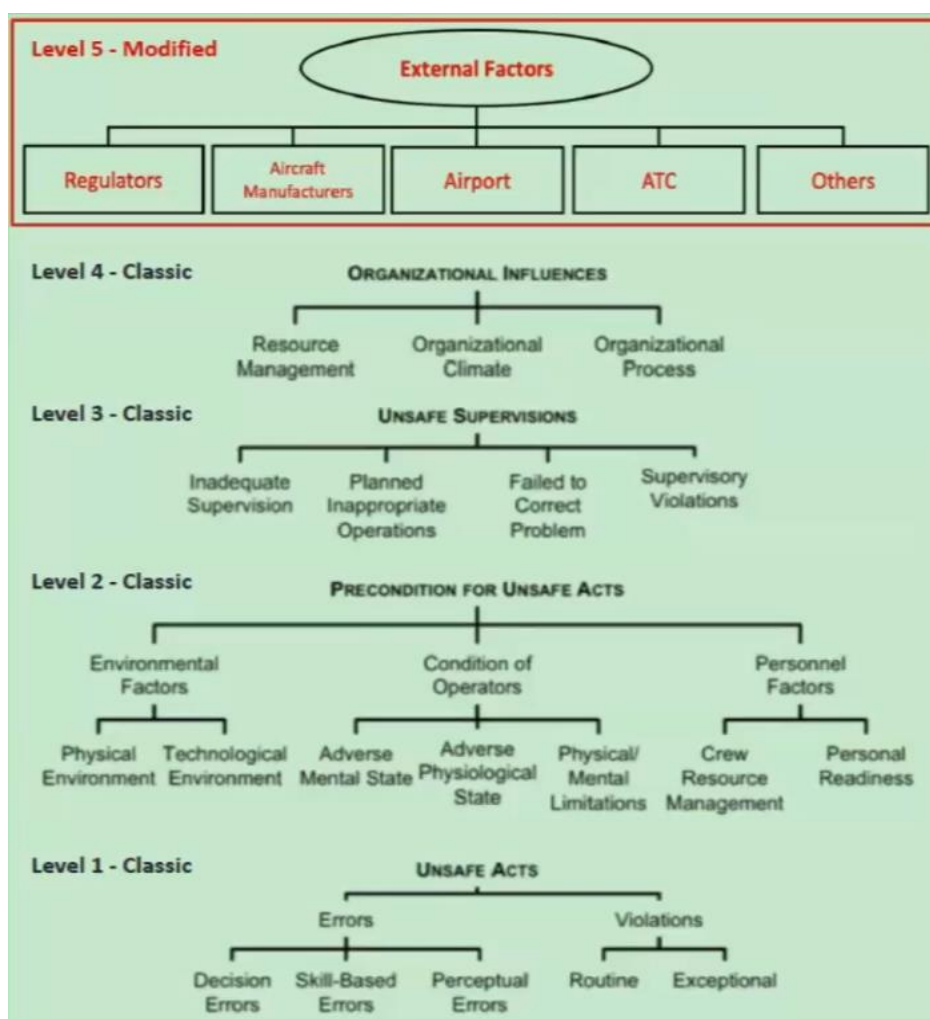 Level 5 - Modified
External Factors
Regulators
Aircraft
Manufacturers
Airport
ATC
Others
Level 4 - Classic
ORGANIZATIONAL INFLUENCES
Resource
Management
Organizational
Climate
Organizational
Process
Level 3 - Classic
UNSAFE SUPERVISIONS
Inadequate
Supervision
Planned
Inappropriate
Operations
Failed to
Correct
Problem
Supervisory
Violations
Level 2 - Classic
PRECONDITION FOR UNSAFE ACTS
Environmental
Factors
Condition of
Operators
Personnel
Factors
Physical
Environment
Technological
Environment
Adverse
Mental State
Adverse
Physiological
State
Physical/
Mental
Limitations
Crew
Resource
Management
Personal
Readiness
Level 1 - Classic
UNSAFE ACTS
Errors
Violations
Decision
Errors
Skill-Based
Errors
Perceptual
Errors
Routine
Exceptional